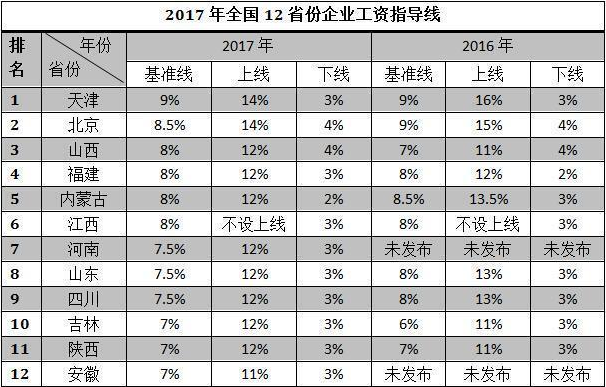 2017 年全国 12 省份企业工资指导线
排名 年份 省份 2017 年 2016 年
基准线 上线 下线 基准线 上线 下线
1 天津 9% 14% 3% 9% 16% 3%
2 北京 8.5% 14% 4% 9% 15% 4%
3 山西 8% 12% 4% 7% 11% 4%
4 福建 8% 12% 3% 8% 12% 2%
5 内蒙古 8% 12% 2% 8.5% 13.5% 3%
6 江西 8% 不设上线 3% 8% 不设上线 3%
7 河南 7.5% 12% 3% 未发布 未发布 未发布
8 山东 7.5% 12% 3% 8% 13% 3%
9 四川 7.5% 12% 3% 8% 13% 3%
10 吉林 7% 12% 3% 6% 11% 3%
11 陕西 7% 12% 3% 7% 11% 3%
12 安徽 7% 11% 3% 未发布 未发布 未发布